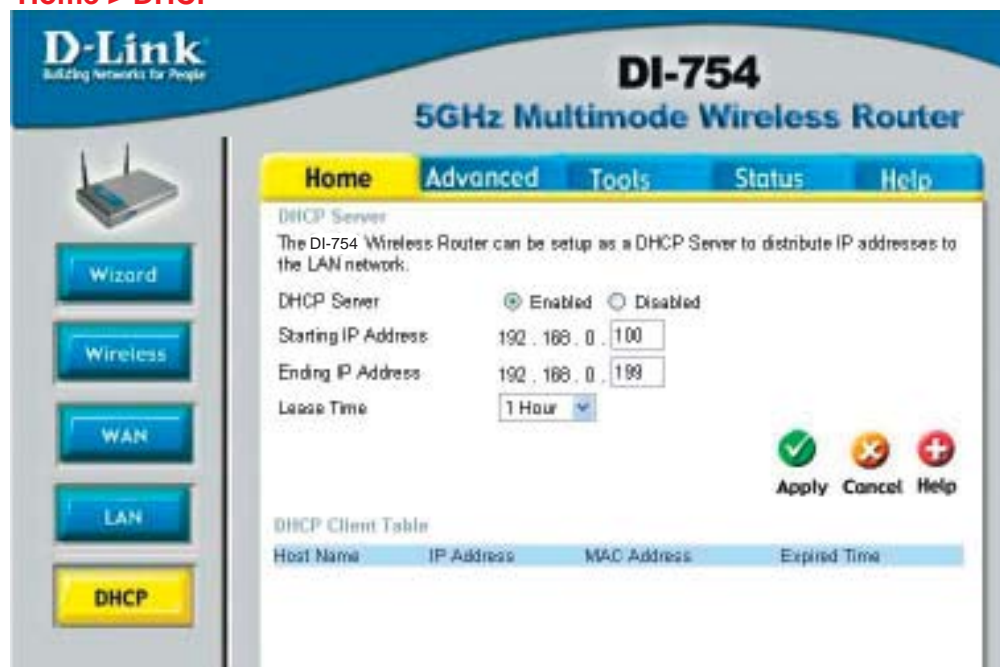 Home > DHCP
D-Link
Building Networks for People
DI-754
5GHz Multimode Wireless Router
Home Advanced Tools Status Help
DHCP Server
The DI-754 Wireless Router can be setup as a DHCP Server to distribute IP addresses to
the LAN network.
Wizard
DHCP Server Enabled Disabled
Starting IP Address 192 . 168 . 0 . 100
Wireless
Ending IP Address 192 . 168 . 0 . 199
Lease Time 1 Hour
WAN
Apply Cancel Help
LAN
DHCP Client Table
Host Name IP Address MAC Address Expired Time
DHCP